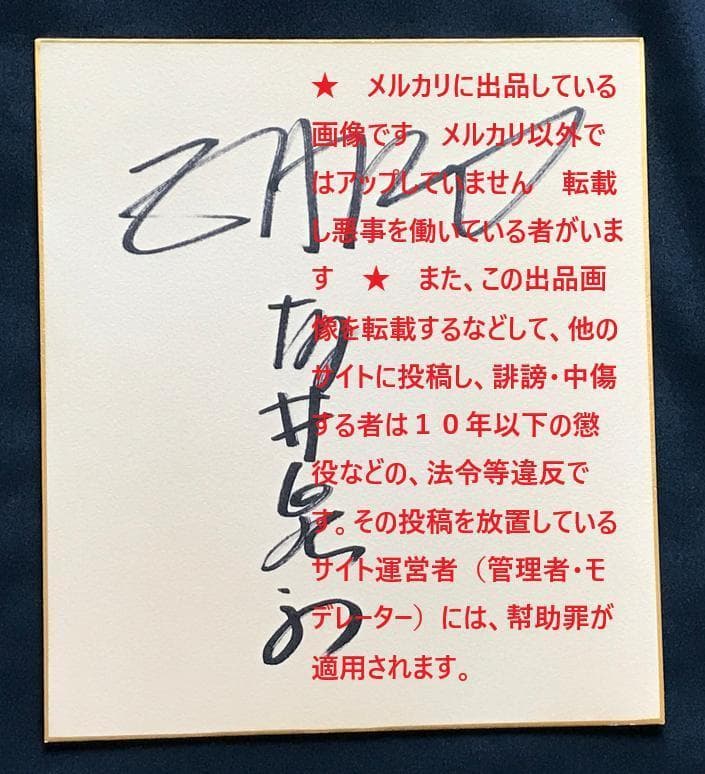 ZARD
坂井泉水
★　メルカリに出品している
画像です　メルカリ以外で
はアップしていません　転載
し悪事を働いている者がいま
す　★　また、この出品画
像を転載するなどして、他の
サイトに投稿し、誹謗・中傷
する者は１０年以下の懲
役などの、法令等違反で
す。その投稿を放置している
サイト運営者（管理者・モ
デレーター）には、幇助罪が
適用されます。